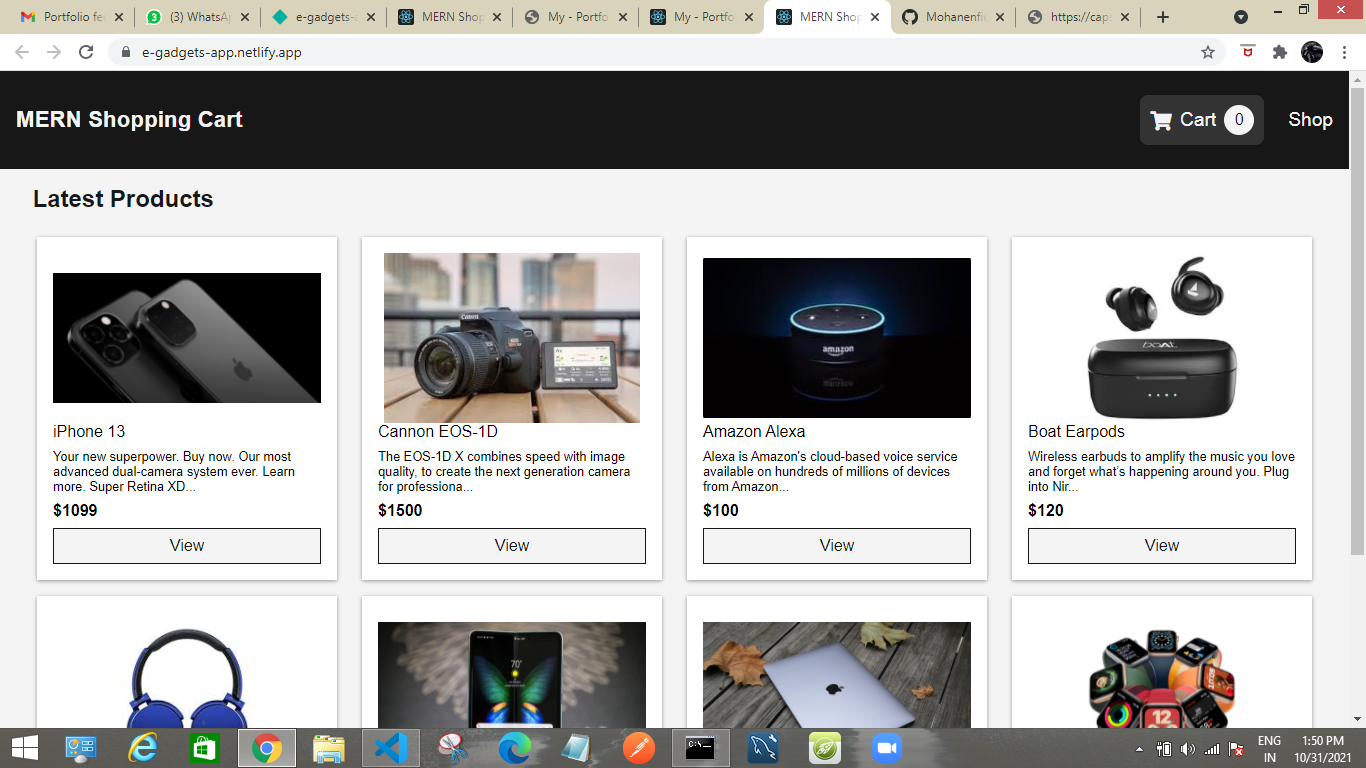 Portfolio fe
(3) WhatsA
e-gadgets-a
MERN Shop
My - Portfo
My - Portfo
MERN Shop
Mohanenfie
https://cap
e-gadgets-app.netlify.app
MERN Shopping Cart
Cart 0
Shop
Latest Products
Canon
amazon
boAt
70°
iPhone 13
Your new superpower. Buy now. Our most
advanced dual-camera system ever. Learn
more. Super Retina XD...
$1099
View
Cannon EOS-1D
The EOS-1D X combines speed with image
quality, to create the next generation camera
for professiona...
$1500
View
Amazon Alexa
Alexa is Amazon's cloud-based voice service
available on hundreds of millions of devices
from Amazon...
$100
View
Boat Earpods
Wireless earbuds to amplify the music you love
and forget what's happening around you. Plug
into Nir...
$120
View
C:\.
ENG
IN
1:50 PM
10/31/2021